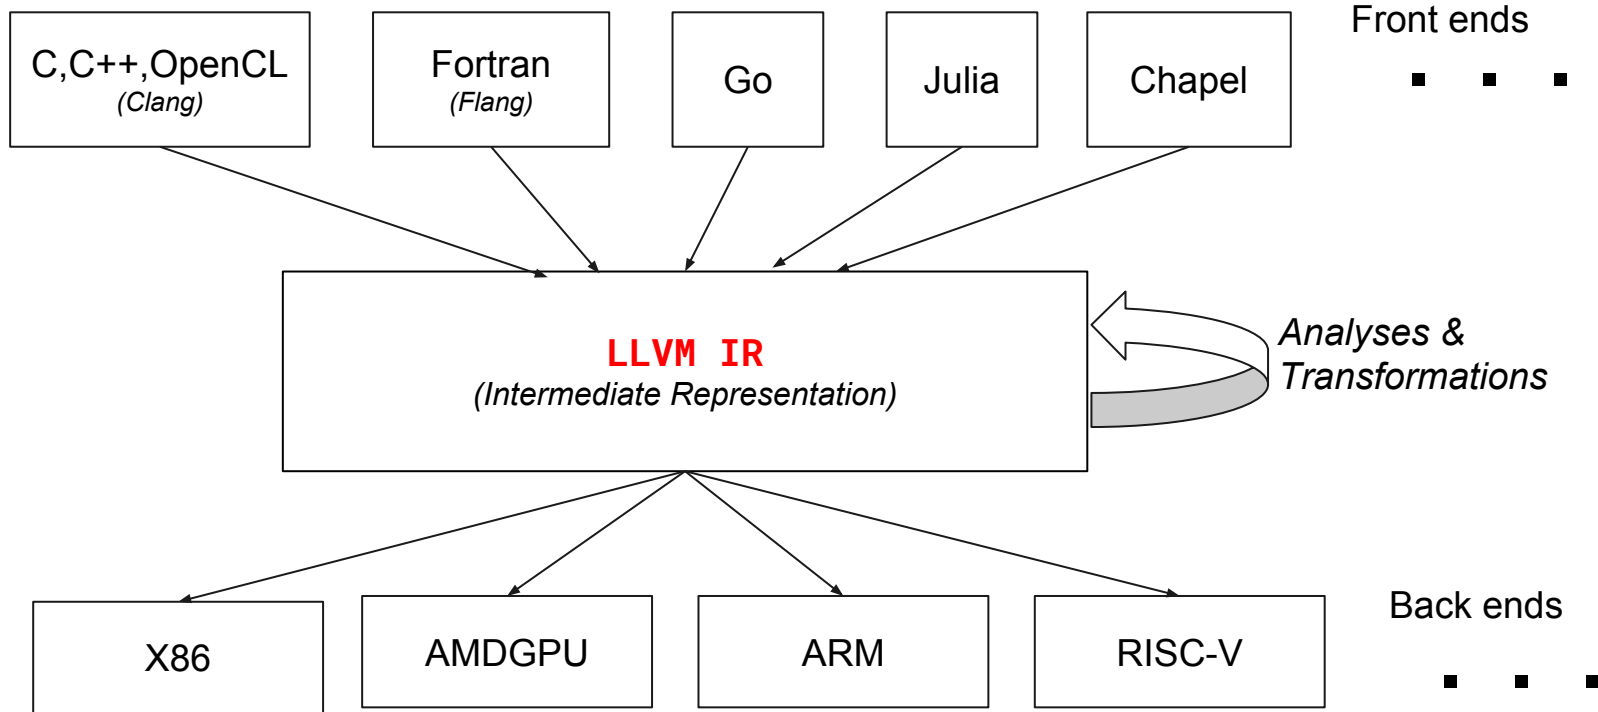 Front ends
C,C++,OpenCL
(Clang)
Fortran
(Flang)
Go
Julia
Chapel
LLVM IR
(Intermediate Representation)
Analyses &
Transformations
Back ends
X86
AMDGPU
ARM
RISC-V